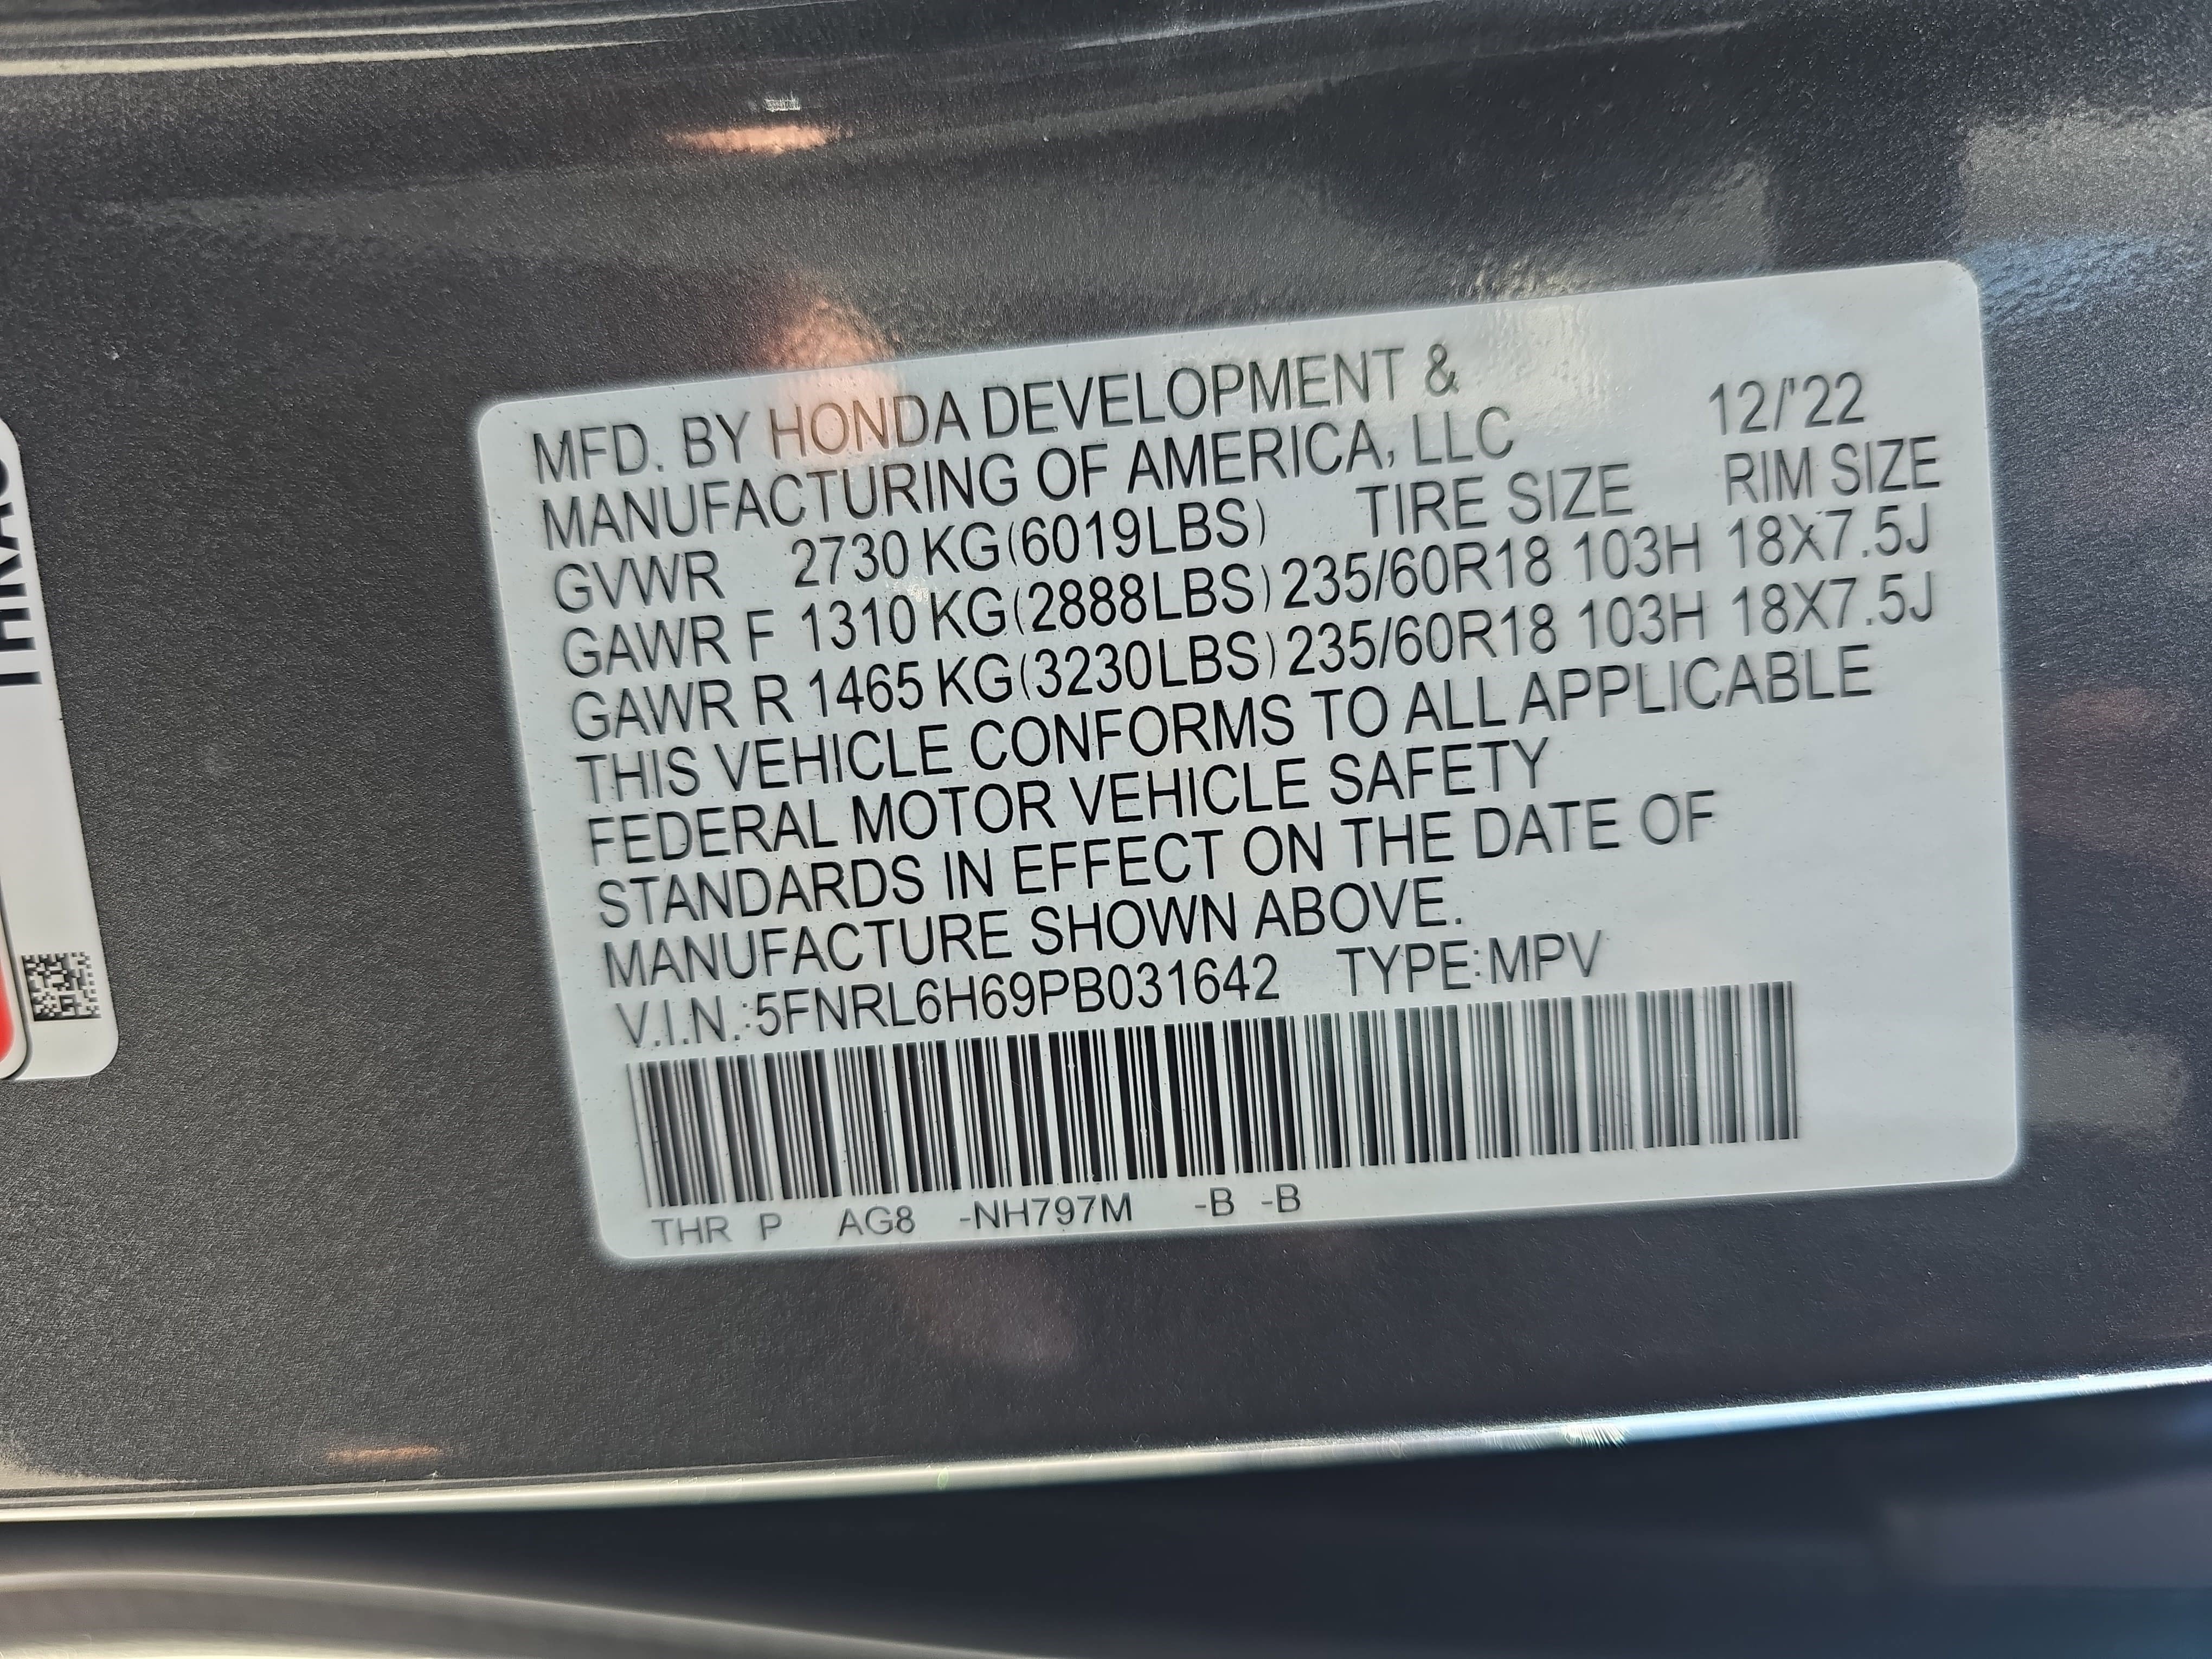 MFD. BY HONDA DEVELOPMENT &
MANUFACTURING OF AMERICA, LLC 12/'22
GVWR 2730 KG(6019LBS) TIRE SIZE RIM SIZE
GAWR F 1310 KG(2888LBS) 235/60R18 103H 18X7.5J
GAWR R 1465 KG(3230LBS) 235/60R18 103H 18X7.5J
THIS VEHICLE CONFORMS TO ALL APPLICABLE
FEDERAL MOTOR VEHICLE SAFETY
STANDARDS IN EFFECT ON THE DATE OF
MANUFACTURE SHOWN ABOVE.
V.I.N.:5FNRL6H69PB031642 TYPE:MPV
THR P AG8 -NH797M -B -B